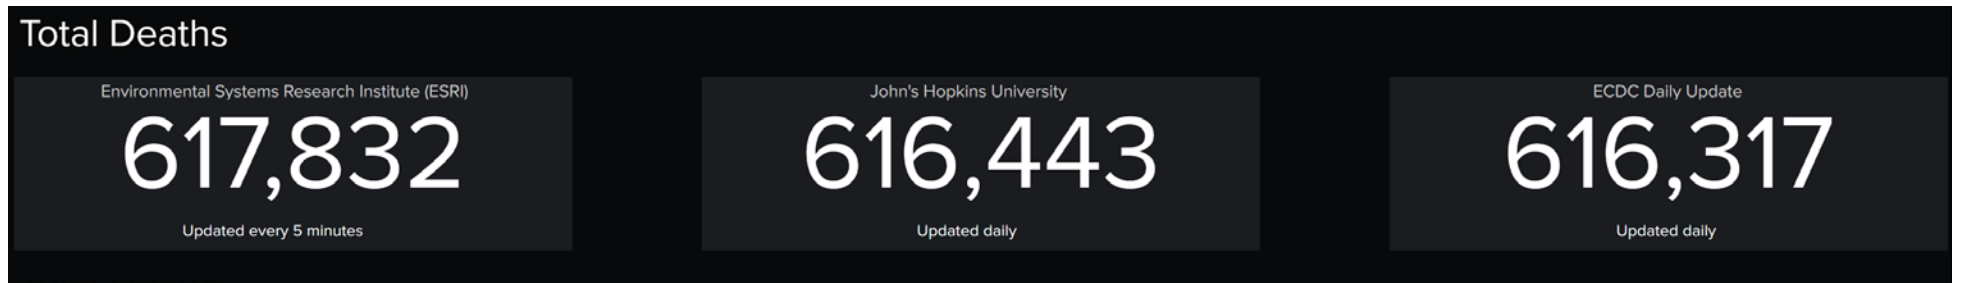 Total Deaths
Environmental Systems Research Institute (ESRI)
617,832
Updated every 5 minutes
John's Hopkins University
616,443
Updated daily
ECDC Daily Update
616,317
Updated daily